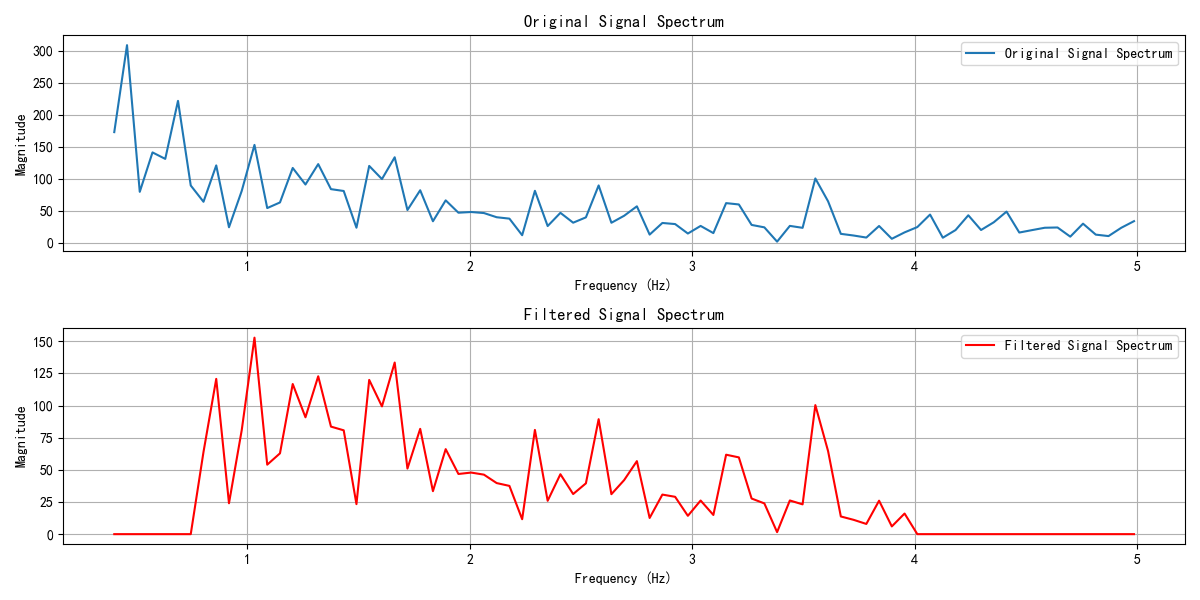 Original Signal Spectrum
Original Signal Spectrum
Magnitude
300
250
200
150
100
50
0
1 2 3 4 5
Frequency (Hz)
Filtered Signal Spectrum
Filtered Signal Spectrum
Magnitude
150
125
100
75
50
25
0
1 2 3 4 5
Frequency (Hz)